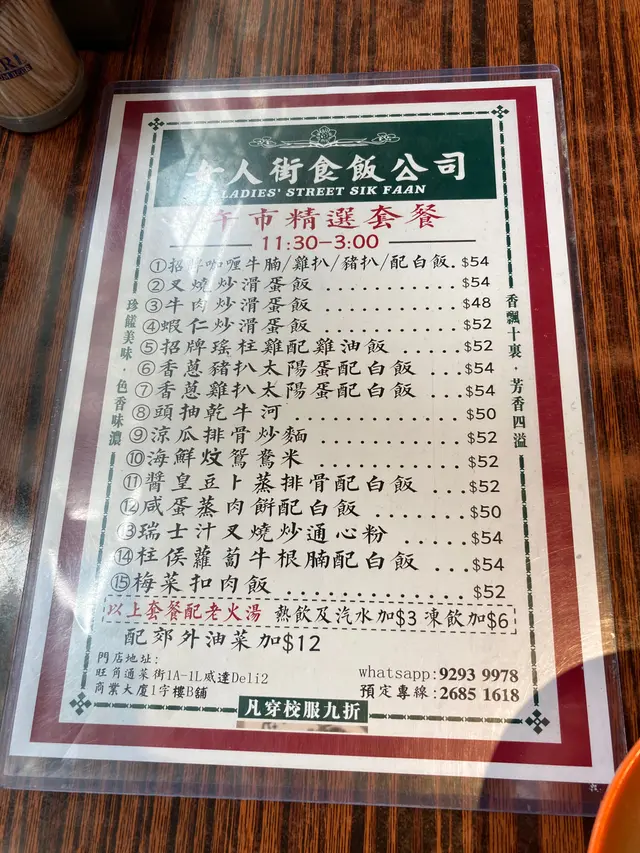 女人街食飯公司
LADIES' STREET SIK FAAN
午市精選套餐
11:30-3:00
①招牌咖喱牛腩/雞扒/豬扒/配白飯.$54
②叉燒炒滑蛋飯 ............$54
③牛肉炒滑蛋飯 ............$48
④蝦仁炒滑蛋飯 ............$52
⑤招牌瑤柱雞配雞油飯 ......$52
⑥香蔥豬扒太陽蛋配白飯 ....$54
⑦香蔥雞扒太陽蛋配白飯 ....$54
⑧頭抽乾牛河 ..............$50
⑨涼瓜排骨炒麵 ............$52
⑩海鮮炆鴛鴦米 ............$52
⑪醬皇豆卜蒸排骨配白飯 ....$52
⑫咸蛋蒸肉餅配白飯 ........$50
⑬瑞士汁叉燒炒通心粉 ......$54
⑭柱侯蘿蔔牛根腩配白飯 ....$54
⑮梅菜扣肉飯 ..............$52
以上套餐配老火湯 熱飲及汽水加$3 凍飲加$6
配郊外油菜加$12
珍饈美味·色香味濃
香飄十裏·芳香四溢
門店地址:
旺角通菜街1A-1L威達Deli2
商業大廈1字樓B舖
whatsapp:9293 9978
預定專線:2685 1618
凡穿校服九折